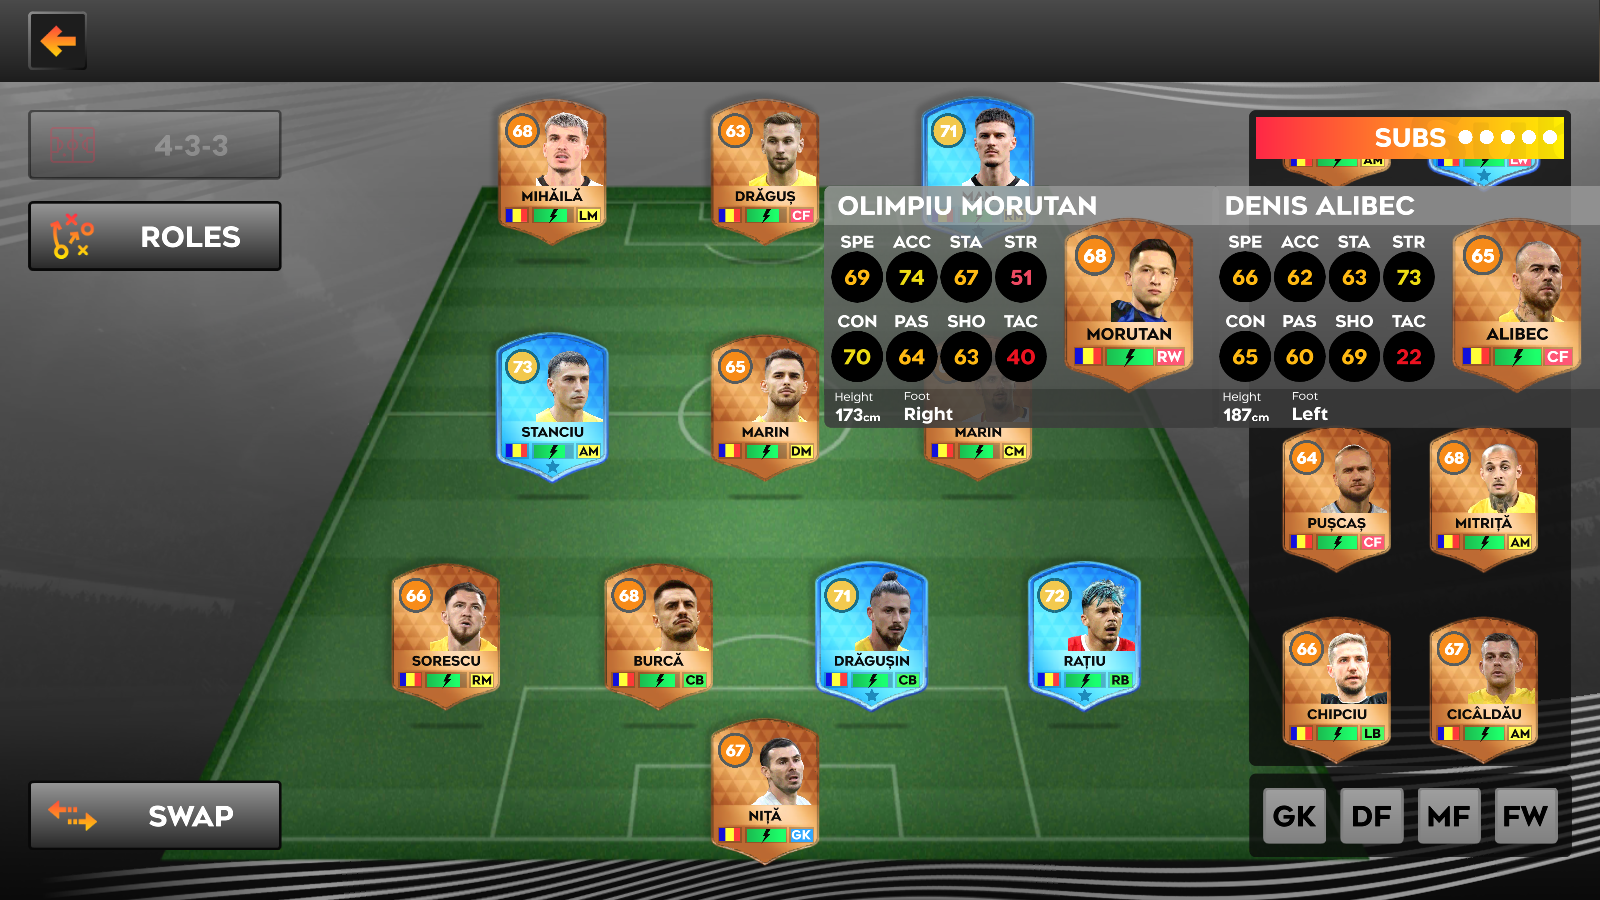 4-3-3
ROLES
SWAP
68
MIHĂILĂ
LM
63
DRĂGUȘ
CF
71
MAN
RM
SUBS
AM
LW
OLIMPIU MORUTAN
SPE ACC STA STR
69 74 67 51
CON PAS SHO TAC
70 64 63 40
Height Foot
173cm Right
68
MORUTAN
RW
DENIS ALIBEC
SPE ACC STA STR
66 62 63 73
CON PAS SHO TAC
65 60 69 22
Height Foot
187cm Left
65
ALIBEC
CF
73
STANCIU
AM
65
MARIN
DM
MARIN
CM
64
PUȘCAȘ
CF
68
MITRIȚĂ
AM
66
SORESCU
RM
68
BURCĂ
CB
71
DRĂGUȘIN
CB
72
RAȚIU
RB
66
CHIPCIU
LB
67
CICÂLDĂU
AM
67
NIȚĂ
GK
GK DF MF FW